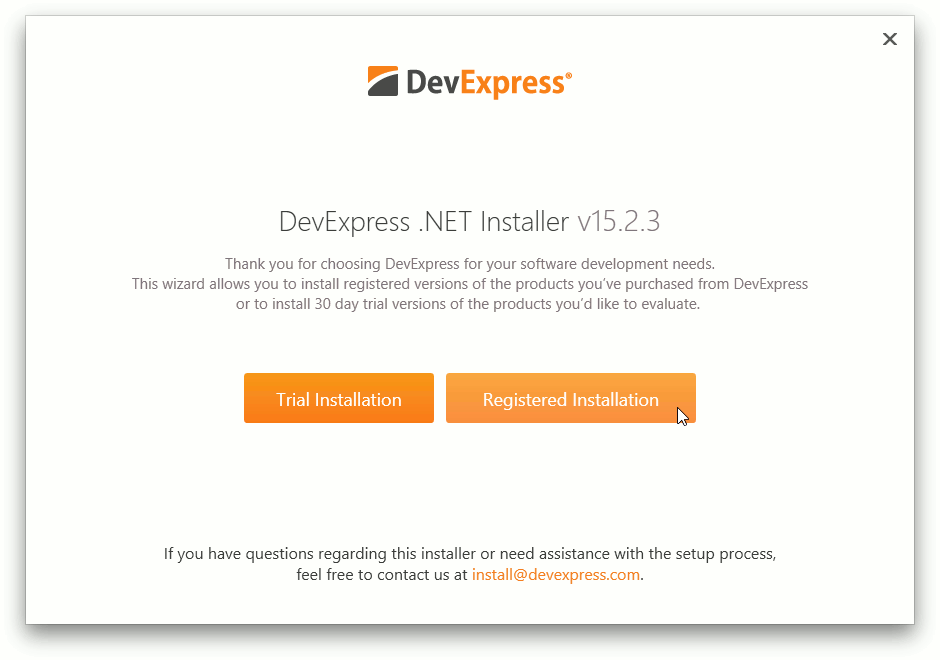 DevExpress®
DevExpress .NET Installer v15.2.3
Thank you for choosing DevExpress for your software development needs.
This wizard allows you to install registered versions of the products you’ve purchased from DevExpress
or to install 30 day trial versions of the products you’d like to evaluate.
Trial Installation
Registered Installation
If you have questions regarding this installer or need assistance with the setup process,
feel free to contact us at install@devexpress.com.